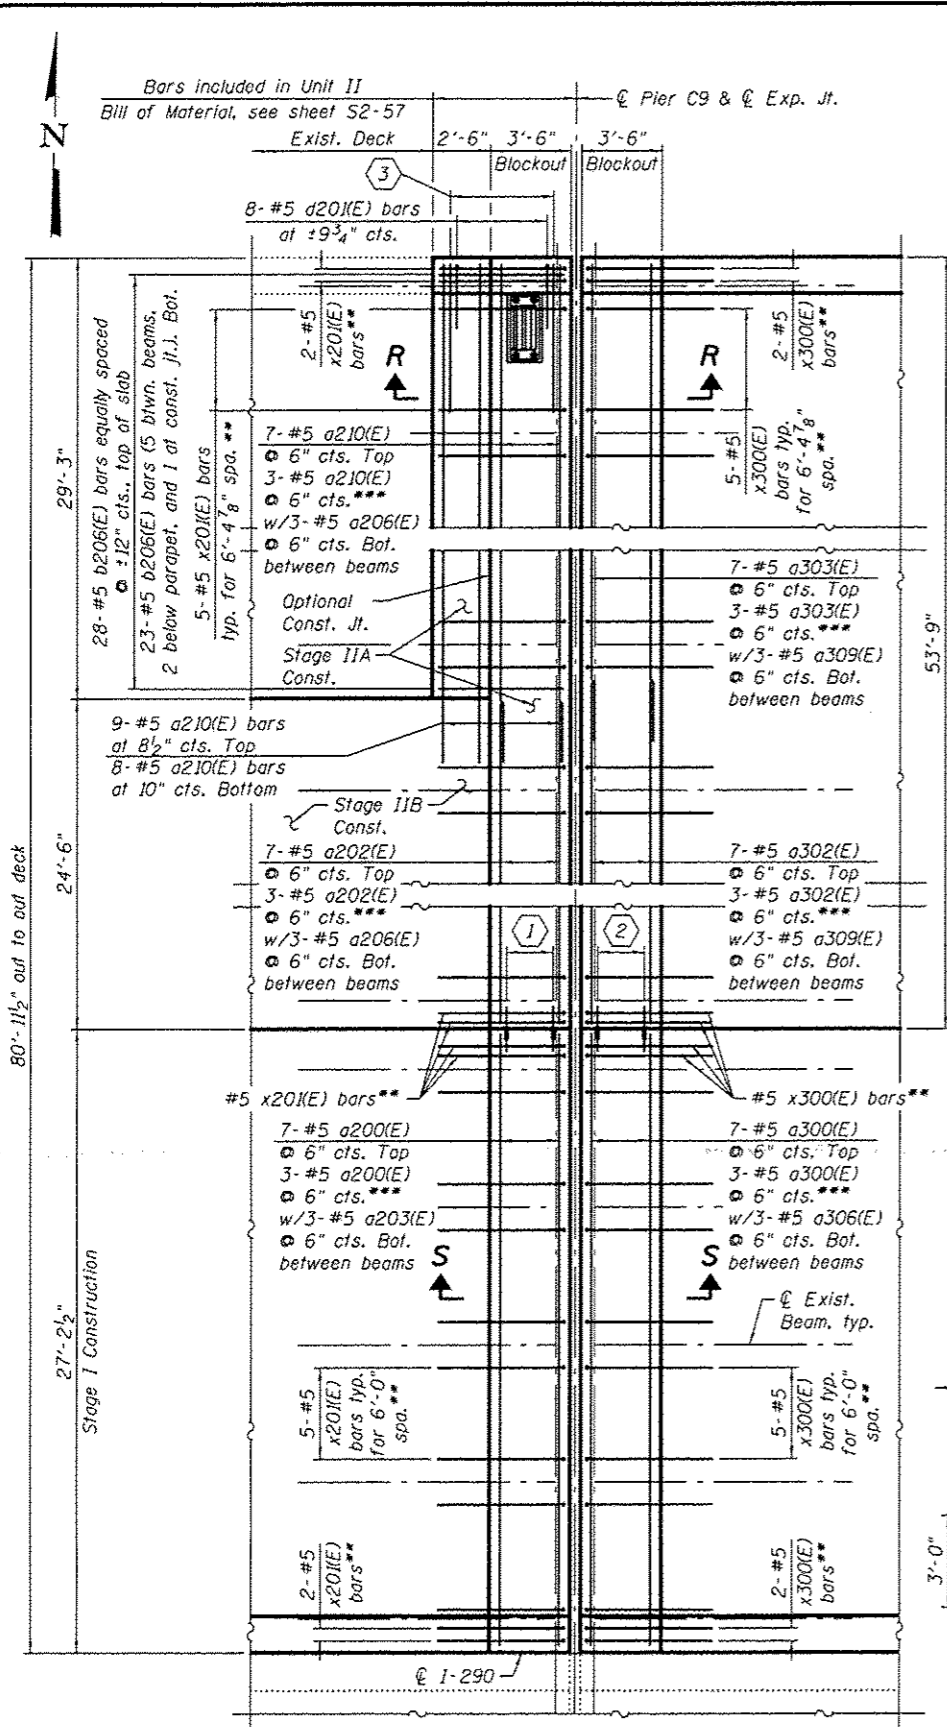 Bars included in Unit II
Bill of Material, see sheet S2-57
℄ Pier C9 & ℄ Exp. Jt.
N
Exist. Deck
2'-6"
3'-6"
Blockout
3'-6"
Blockout
3
8- #5 d201(E) bars
at ±9 3/4" cts.
2- #5
x201(E)
bars**
2- #5
x300(E)
bars**
R
R
28- #5 b206(E) bars equally spaced
@ ±12" cts., top of slab
23- #5 b206(E) bars (5 btwn. beams,
2 below parapet, and 1 at const. jt.). Bot.
5- #5 x201(E) bars
typ. for 6'-4 7/8" spa.**
5- #5
x300(E)
bars typ.
for 6'-4 7/8"
spa.**
29'-3"
7- #5 a210(E)
@ 6" cts. Top
3- #5 a210(E)
@ 6" cts.***
w/3- #5 a206(E)
@ 6" cts. Bot.
between beams
Optional
Const. Jt.
Stage IIA
Const.
7- #5 a303(E)
@ 6" cts. Top
3- #5 a303(E)
@ 6" cts.***
w/3- #5 a309(E)
@ 6" cts. Bot.
between beams
53'-9"
9- #5 a210(E) bars
at 8 1/2" cts. Top
8- #5 a210(E) bars
at 10" cts. Bottom
Stage IIB
Const.
24'-6"
80'-11 1/2" out to out deck
7- #5 a202(E)
@ 6" cts. Top
3- #5 a202(E)
@ 6" cts.***
w/3- #5 a206(E)
@ 6" cts. Bot.
between beams
1
2
7- #5 a302(E)
@ 6" cts. Top
3- #5 a302(E)
@ 6" cts.***
w/3- #5 a309(E)
@ 6" cts. Bot.
between beams
#5 x201(E) bars**
#5 x300(E) bars**
7- #5 a200(E)
@ 6" cts. Top
3- #5 a200(E)
@ 6" cts.***
w/3- #5 a203(E)
@ 6" cts. Bot.
between beams
7- #5 a300(E)
@ 6" cts. Top
3- #5 a300(E)
@ 6" cts.***
w/3- #5 a306(E)
@ 6" cts. Bot.
between beams
S
S
27'-2 1/2"
Stage I Construction
℄ Exist.
Beam, typ.
5- #5
x201(E)
bars typ.
for 6'-0"
spa.**
5- #5
x300(E)
bars typ.
for 6'-0"
spa.**
2- #5
x201(E)
bars**
2- #5
x300(E)
bars**
3'-0"
℄ I-290